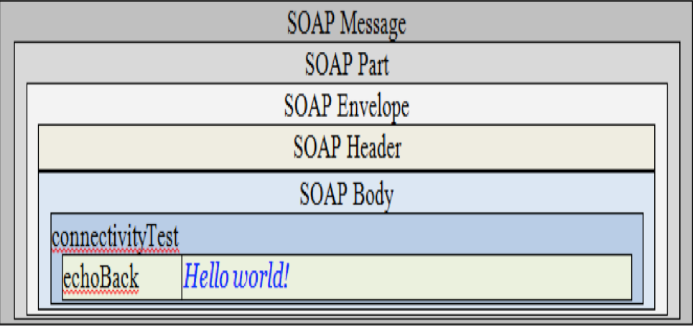 SOAP Message
SOAP Part
SOAP Envelope
SOAP Header
SOAP Body
connectivityTest
echoBack Hello world!